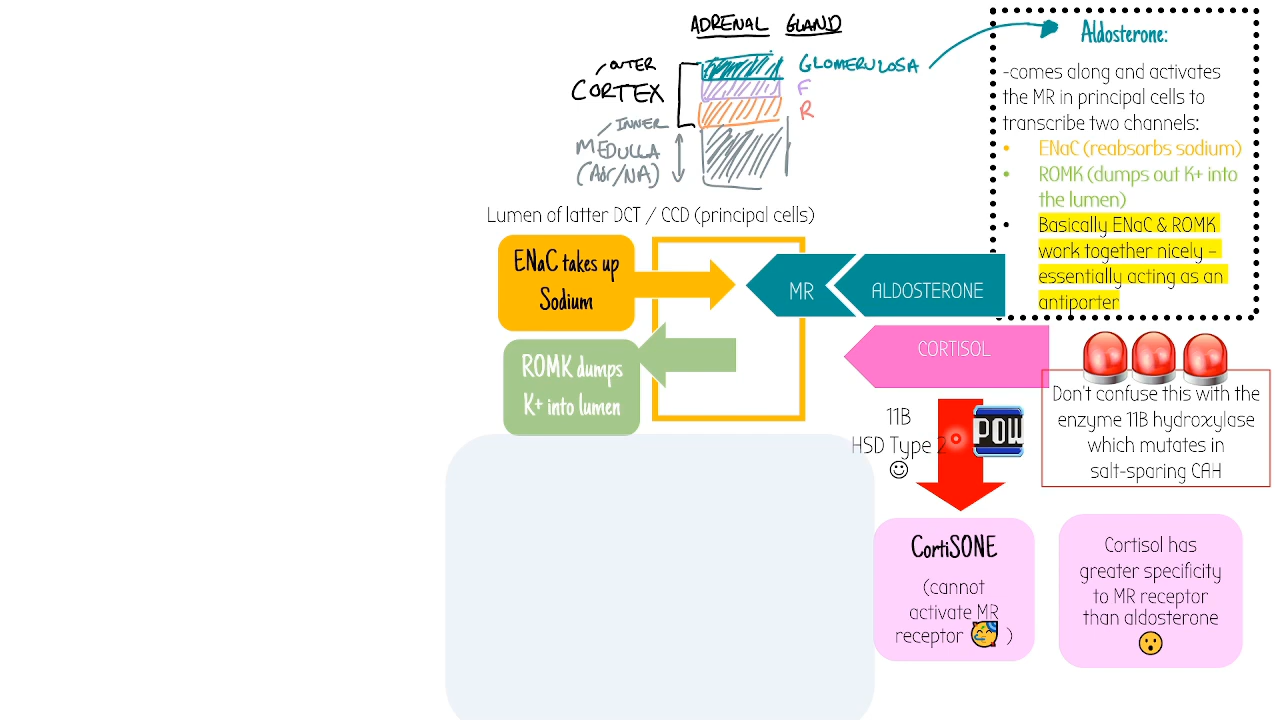 ADRENAL GLAND
OUTER
CORTEX
INNER
MEDULLA
(Adr/NA)
GLOMERULOSA
F
R
Aldosterone:
-comes along and activates
the MR in principal cells to
transcribe two channels:
• ENaC (reabsorbs sodium)
• ROMK (dumps out K+ into
the lumen)
• Basically ENaC & ROMK
work together nicely –
essentially acting as an
antiporter
Lumen of latter DCT / CCD (principal cells)
ENaC takes up
Sodium
MR
ALDOSTERONE
ROMK dumps
K+ into lumen
CORTISOL
11B
HSD Type 2
POW
Don't confuse this with the
enzyme 11B hydroxylase
which mutates in
salt-sparing CAH
CortiSONE
(cannot
activate MR
receptor 🥳 )
Cortisol has
greater specificity
to MR receptor
than aldosterone